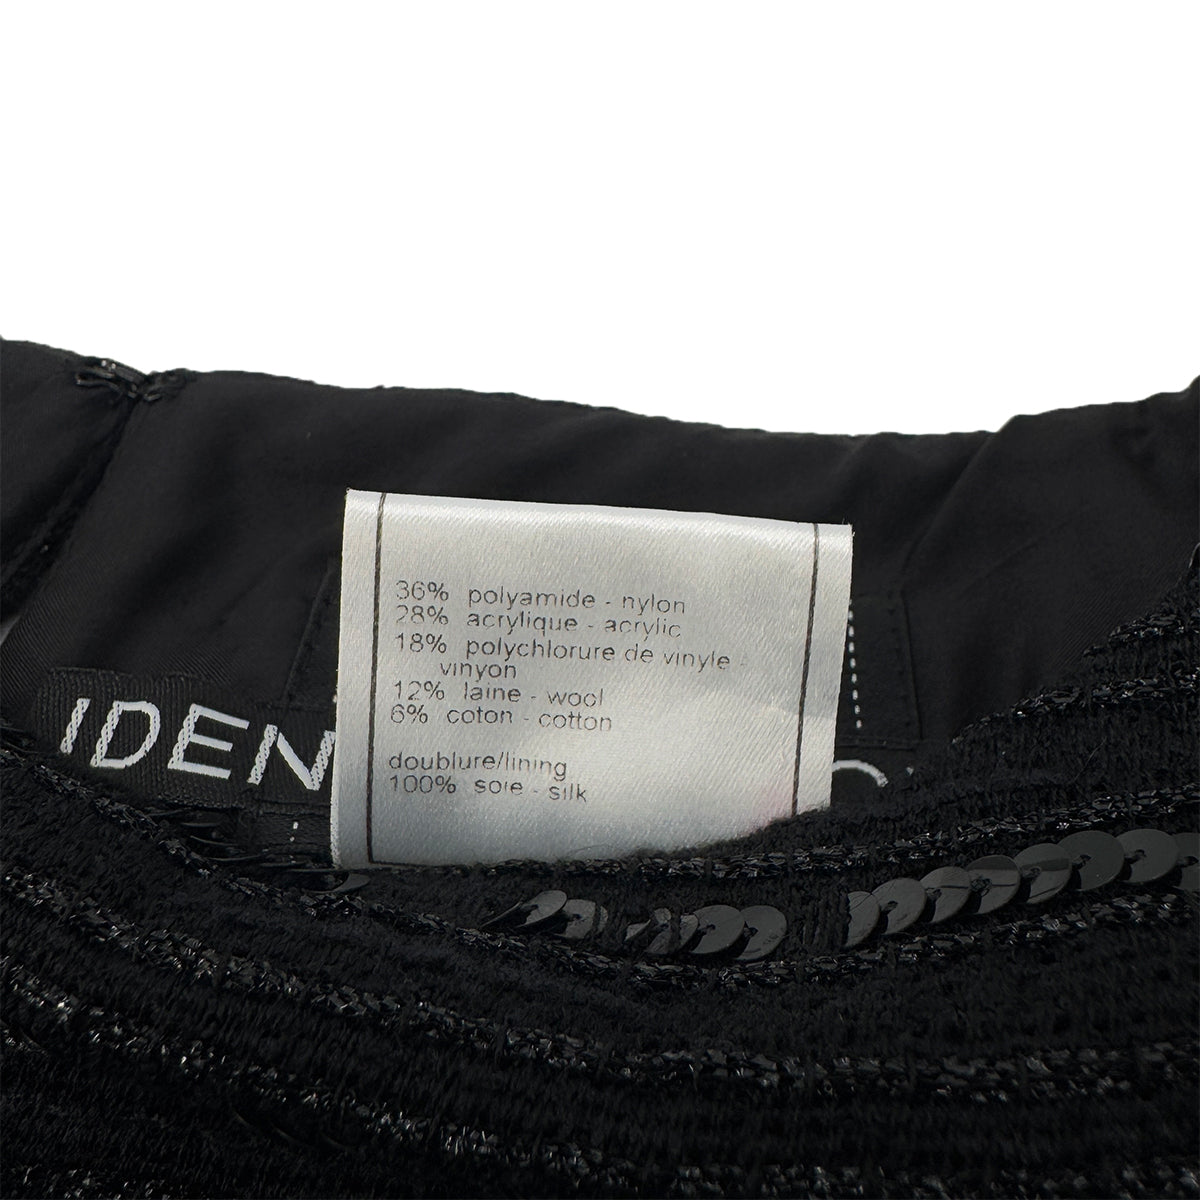 36% polyamide - nylon
28% acrylique - acrylic
18% polychlorure de vinyle -
vinyon
12% laine - wool
6% coton - cotton
doublure/lining
100% soie - silk
IDEN